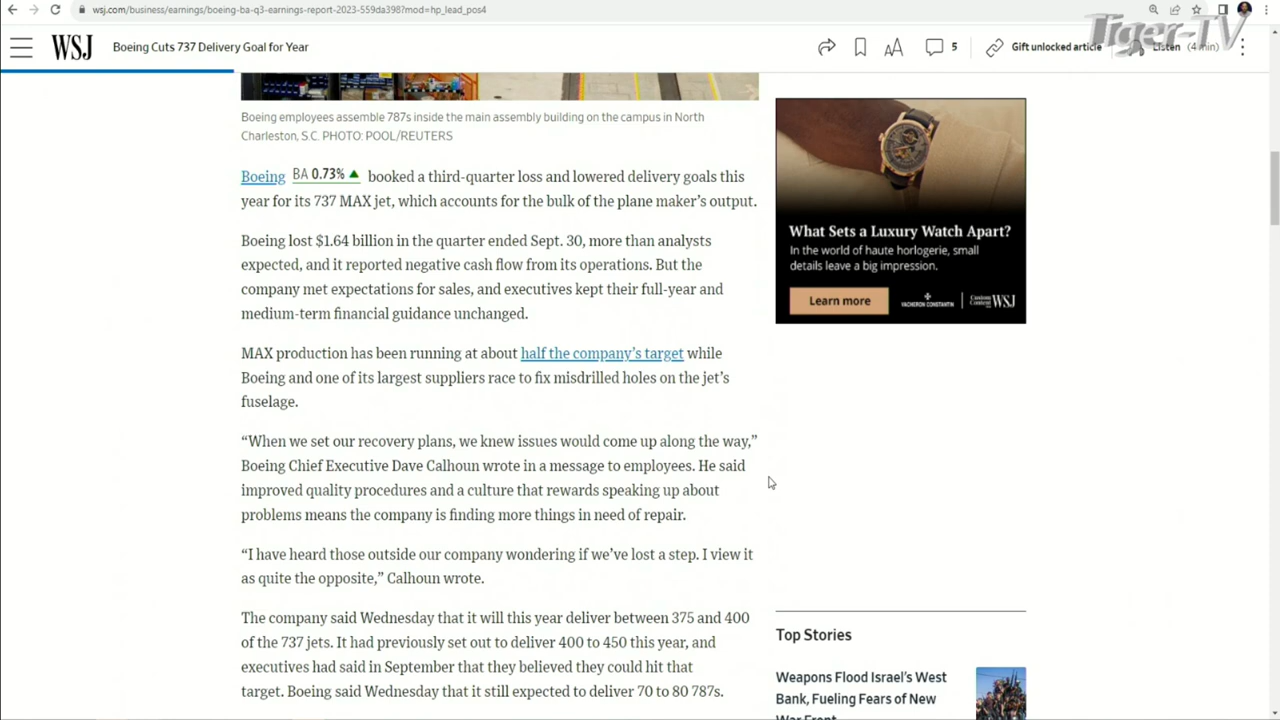 wsj.com/business/earnings/boeing-ba-q3-earnings-report-2023-559da398?mod=hp_lead_pos4
Tiger-TV
WSJ
Boeing Cuts 737 Delivery Goal for Year
AA
5
Gift unlocked article
Listen (4 min)
Boeing employees assemble 787s inside the main assembly building on the campus in North
Charleston, S.C. PHOTO: POOL/REUTERS
Boeing BA 0.73% ▲ booked a third-quarter loss and lowered delivery goals this
year for its 737 MAX jet, which accounts for the bulk of the plane maker’s output.
Boeing lost $1.64 billion in the quarter ended Sept. 30, more than analysts
expected, and it reported negative cash flow from its operations. But the
company met expectations for sales, and executives kept their full-year and
medium-term financial guidance unchanged.
MAX production has been running at about half the company’s target while
Boeing and one of its largest suppliers race to fix misdrilled holes on the jet’s
fuselage.
“When we set our recovery plans, we knew issues would come up along the way,”
Boeing Chief Executive Dave Calhoun wrote in a message to employees. He said
improved quality procedures and a culture that rewards speaking up about
problems means the company is finding more things in need of repair.
“I have heard those outside our company wondering if we’ve lost a step. I view it
as quite the opposite,” Calhoun wrote.
The company said Wednesday that it will this year deliver between 375 and 400
of the 737 jets. It had previously set out to deliver 400 to 450 this year, and
executives had said in September that they believed they could hit that
target. Boeing said Wednesday that it still expected to deliver 70 to 80 787s.
What Sets a Luxury Watch Apart?
In the world of haute horlogerie, small
details leave a big impression.
Learn more
VACHERON CONSTANTIN
Custom Content WSJ
Top Stories
Weapons Flood Israel’s West
Bank, Fueling Fears of New
War Front